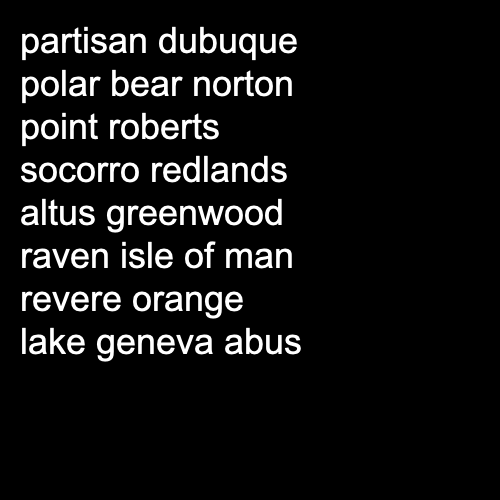 partisan dubuque
polar bear norton
point roberts
socorro redlands
altus greenwood
raven isle of man
revere orange
lake geneva abus